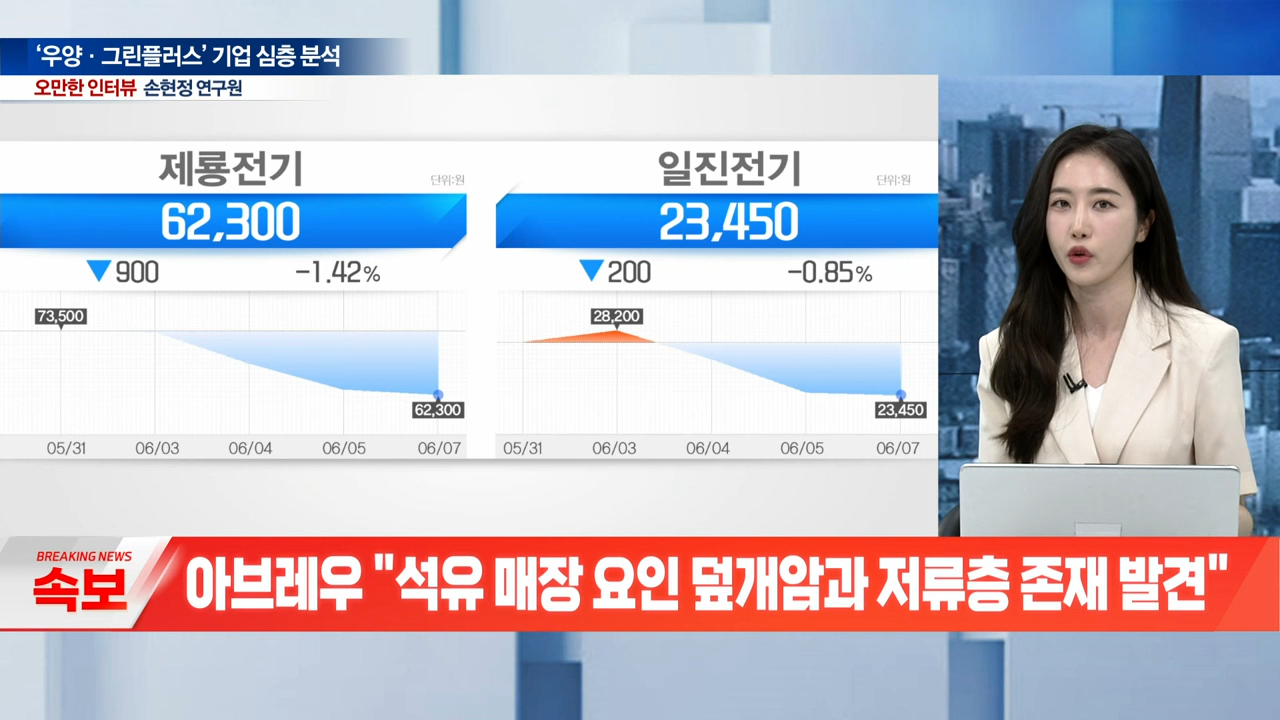 ‘우양 · 그린플러스’ 기업 심층 분석
오만한 인터뷰 손현정 연구원
제룡전기
단위:원
62,300
▼900 -1.42%
73,500
62,300
05/31 06/03 06/04 06/05 06/07
일진전기
단위:원
23,450
▼200 -0.85%
28,200
23,450
05/31 06/03 06/04 06/05 06/07
BREAKING NEWS
속보
아브레우 "석유 매장 요인 덮개암과 저류층 존재 발견"